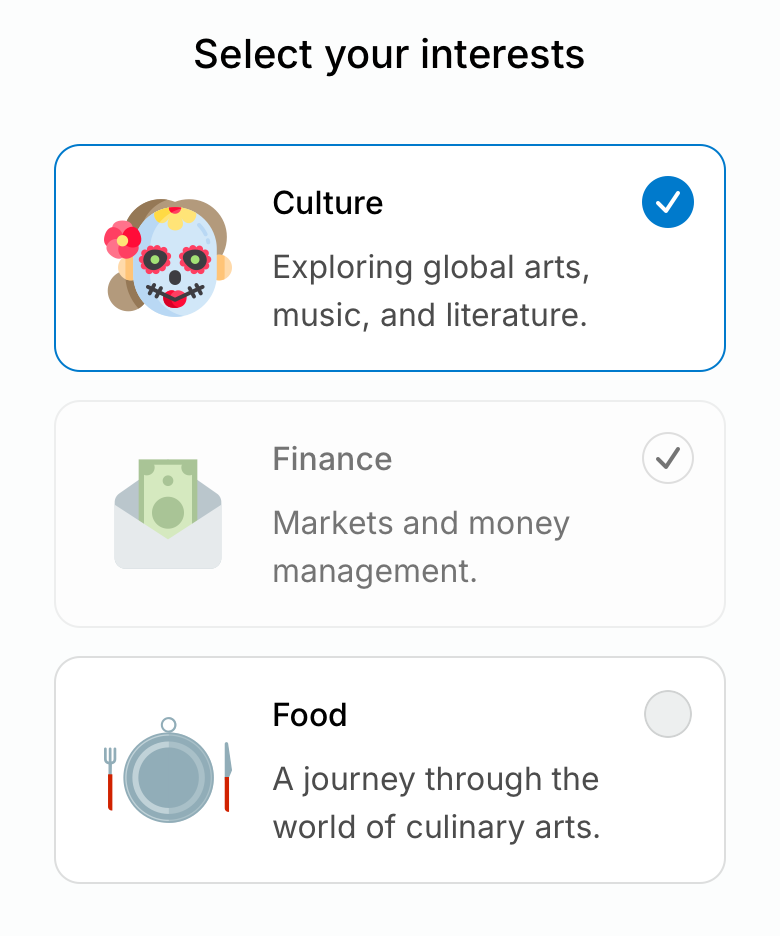 Select your interests
Culture
Exploring global arts,
music, and literature.
Finance
Markets and money
management.
Food
A journey through the
world of culinary arts.